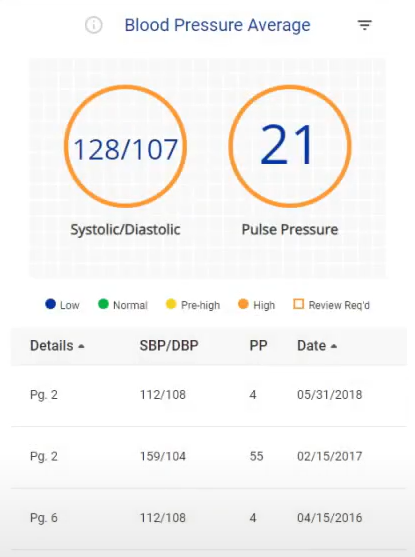 Blood Pressure Average
128/107
21
Systolic/Diastolic
Pulse Pressure
Low Normal Pre-high High Review Req'd
Details SBP/DBP PP Date
Pg. 2 112/108 4 05/31/2018
Pg. 2 159/104 55 02/15/2017
Pg. 6 112/108 4 04/15/2016